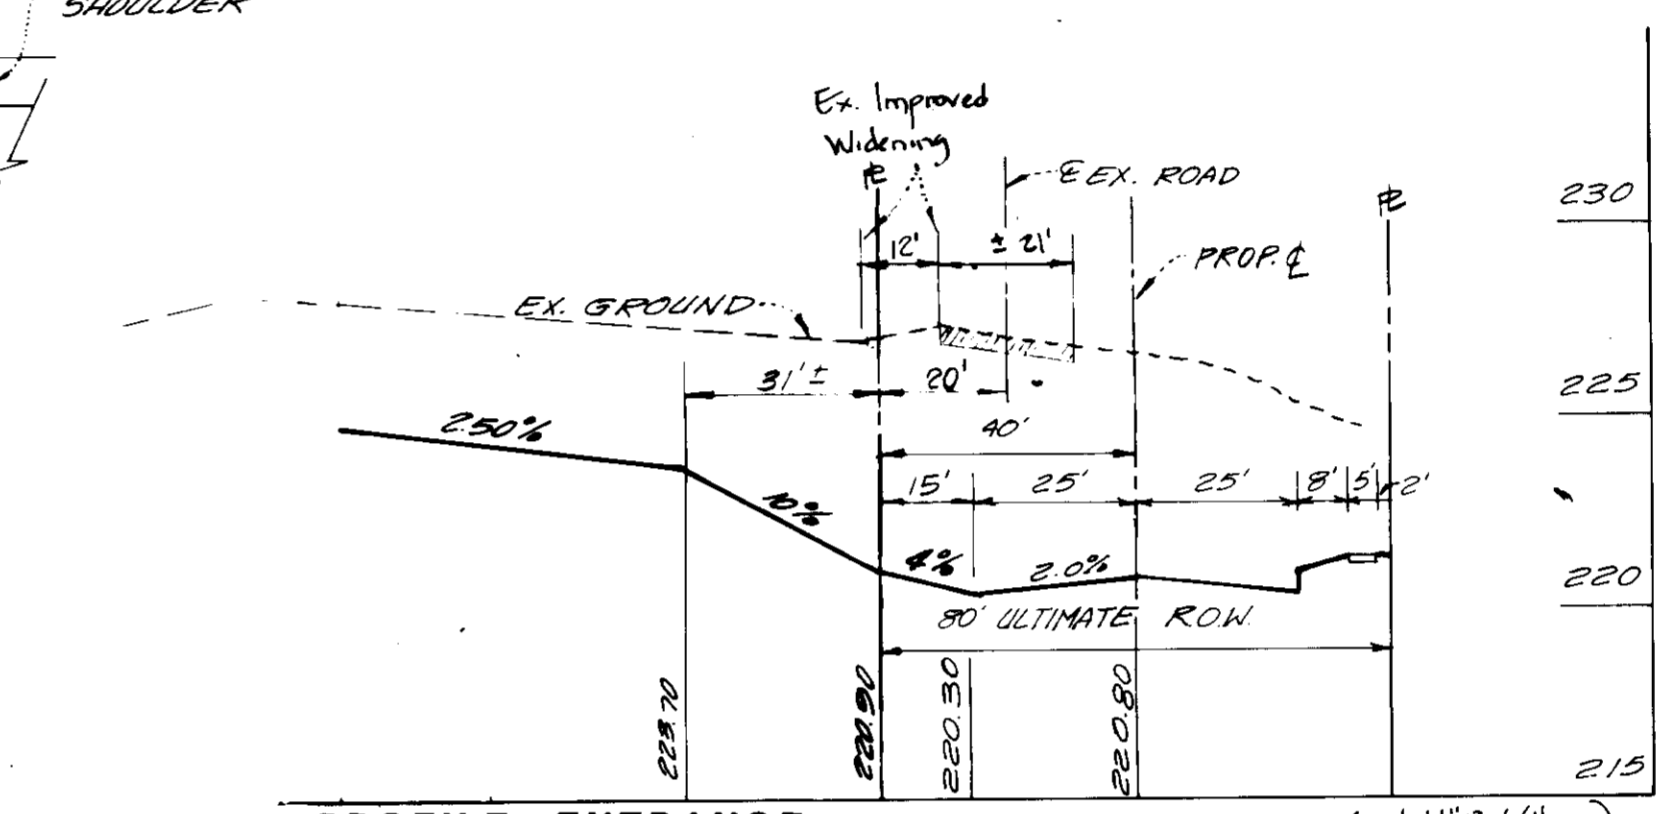 SHOULDER
Ex. Improved
Widening
PL
℄ EX. ROAD
PL
230
12'
± 21'
PROP. ℄
EX. GROUND
31' ±
20'
225
2.50%
40'
15'
25'
25'
8'
5'
2'
10%
4%
2.0%
220
80' ULTIMATE R.O.W.
223.70
220.90
220.30
220.80
215